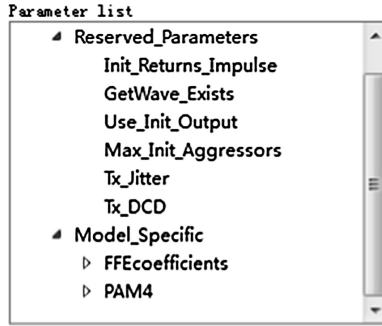 Parameter list
Reserved_Parameters
Init_Returns_Impulse
GetWave_Exists
Use_Init_Output
Max_Init_Aggressors
Tx_Jitter
Tx_DCD
Model_Specific
FFEcoefficients
PAM4